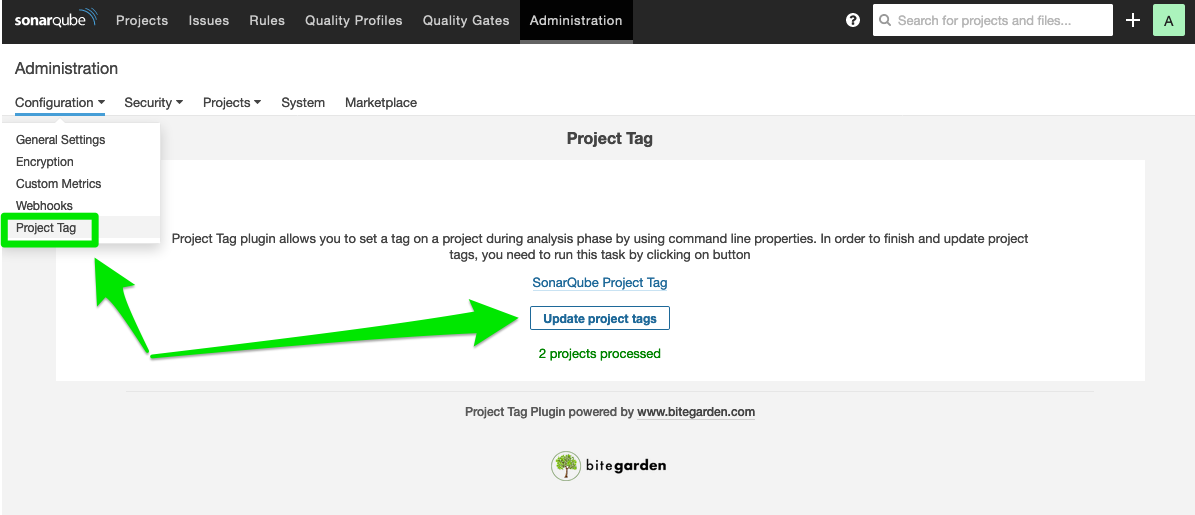 sonarqube Projects Issues Rules Quality Profiles Quality Gates Administration ? Search for projects and files... + A
Administration
Configuration Security Projects System Marketplace
General Settings
Encryption
Custom Metrics
Webhooks
Project Tag
Project Tag
Project Tag plugin allows you to set a tag on a project during analysis phase by using command line properties. In order to finish and update project
tags, you need to run this task by clicking on button
SonarQube Project Tag
Update project tags
2 projects processed
Project Tag Plugin powered by www.bitegarden.com
bitegarden